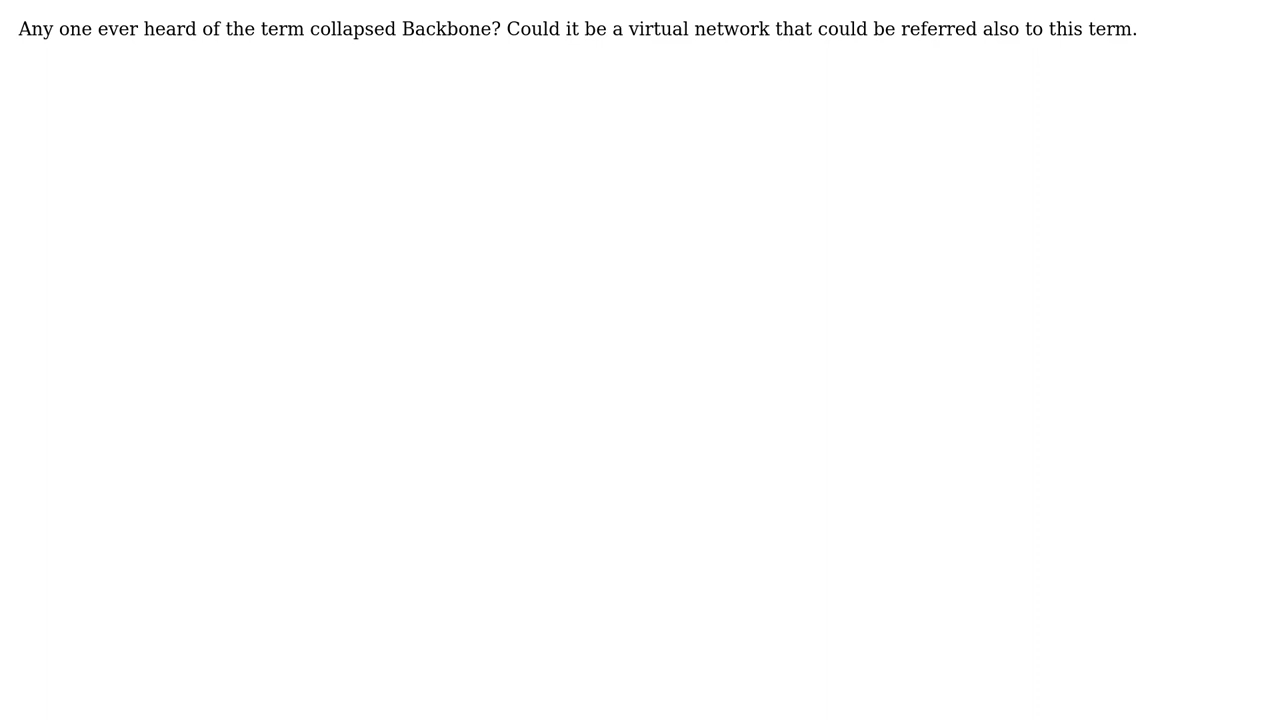 Any one ever heard of the term collapsed Backbone? Could it be a virtual network that could be referred also to this term.